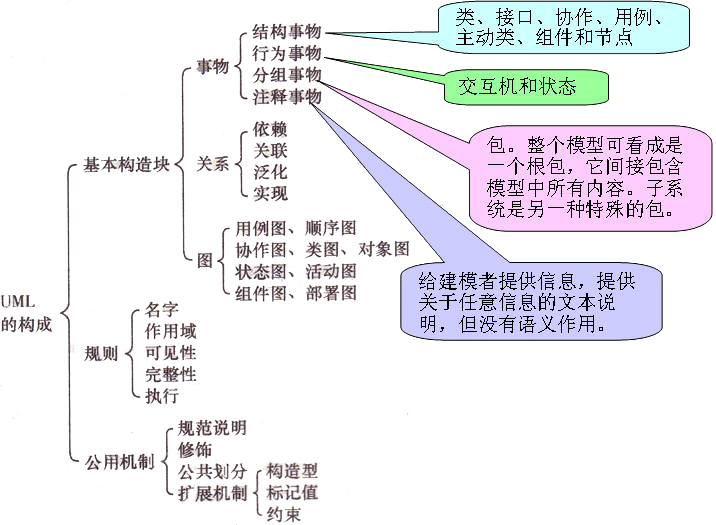 类、接口、协作、用例、
主动类、组件和节点
结构事物
行为事物
事物
分组事物
注释事物
交互机和状态
包。整个模型可看成是
一个根包，它间接包含
模型中所有内容。子系
统是另一种特殊的包。
依赖
关联
基本构造块
关系
泛化
实现
用例图、顺序图
协作图、类图、对象图
图
状态图、活动图
组件图、部署图
给建模者提供信息，提供
关于任意信息的文本说
明，但没有语义作用。
UML
的构成
名字
作用域
规则
可见性
完整性
执行
规范说明
修饰
公用机制
公共划分
扩展机制
构造型
标记值
约束